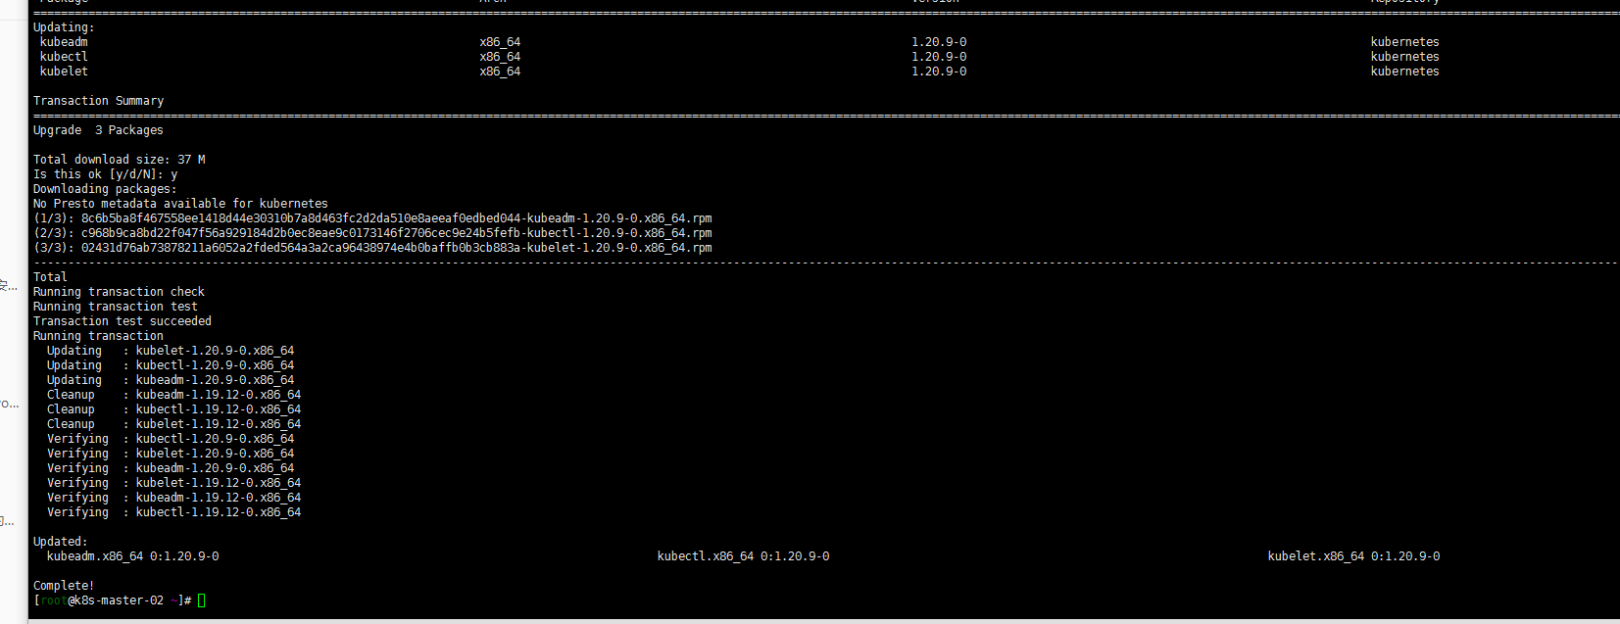 Package Arch Version Repository
Updating:
kubeadm x86_64 1.20.9-0 kubernetes
kubectl x86_64 1.20.9-0 kubernetes
kubelet x86_64 1.20.9-0 kubernetes
Transaction Summary
Upgrade  3 Packages
Total download size: 37 M
Is this ok [y/d/N]: y
Downloading packages:
No Presto metadata available for kubernetes
(1/3): 8c6b5ba8f467558ee1418d44e30310b7a8d463fc2d2da510e8aeeaf0edbed044-kubeadm-1.20.9-0.x86_64.rpm
(2/3): c968b9ca8bd22f047f56a929184d2b0ec8eae9c0173146f2706cec9e24b5fefb-kubectl-1.20.9-0.x86_64.rpm
(3/3): 02431d76ab73878211a6052a2fded564a3a2ca96438974e4b0baffb0b3cb883a-kubelet-1.20.9-0.x86_64.rpm
Total
Running transaction check
Running transaction test
Transaction test succeeded
Running transaction
Updating   : kubelet-1.20.9-0.x86_64
Updating   : kubectl-1.20.9-0.x86_64
Updating   : kubeadm-1.20.9-0.x86_64
Cleanup    : kubeadm-1.19.12-0.x86_64
Cleanup    : kubectl-1.19.12-0.x86_64
Cleanup    : kubelet-1.19.12-0.x86_64
Verifying  : kubectl-1.20.9-0.x86_64
Verifying  : kubelet-1.20.9-0.x86_64
Verifying  : kubeadm-1.20.9-0.x86_64
Verifying  : kubelet-1.19.12-0.x86_64
Verifying  : kubeadm-1.19.12-0.x86_64
Verifying  : kubectl-1.19.12-0.x86_64
Updated:
kubeadm.x86_64 0:1.20.9-0 kubectl.x86_64 0:1.20.9-0 kubelet.x86_64 0:1.20.9-0
Complete!
[root@k8s-master-02 ~]#